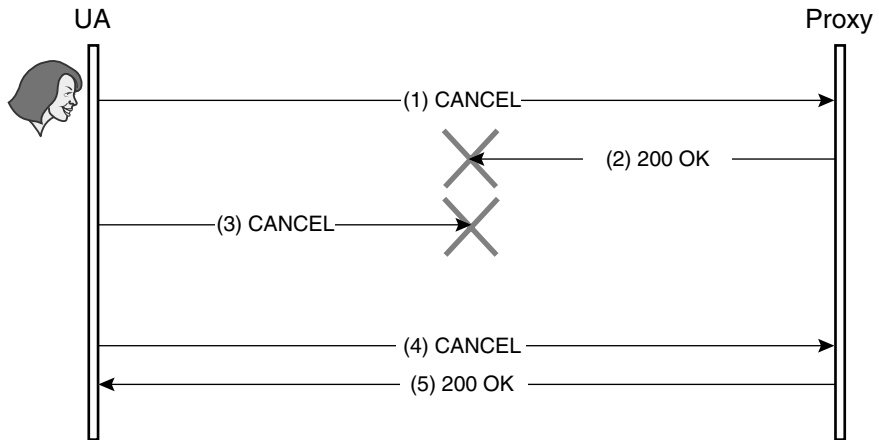 UA
Proxy
(1) CANCEL
(2) 200 OK
(3) CANCEL
(4) CANCEL
(5) 200 OK